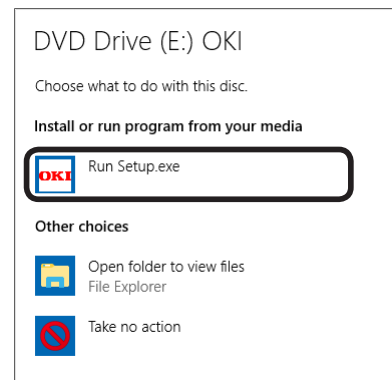 DVD Drive (E:) OKI
Choose what to do with this disc.
Install or run program from your media
OKI
Run Setup.exe
Other choices
Open folder to view files
File Explorer
Take no action